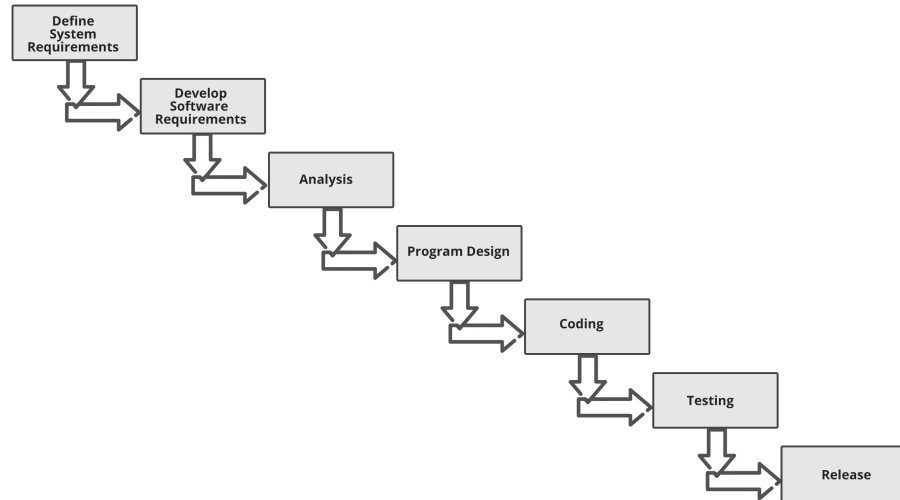 Define
System
Requirements
Develop
Software
Requirements
Analysis
Program Design
Coding
Testing
Release